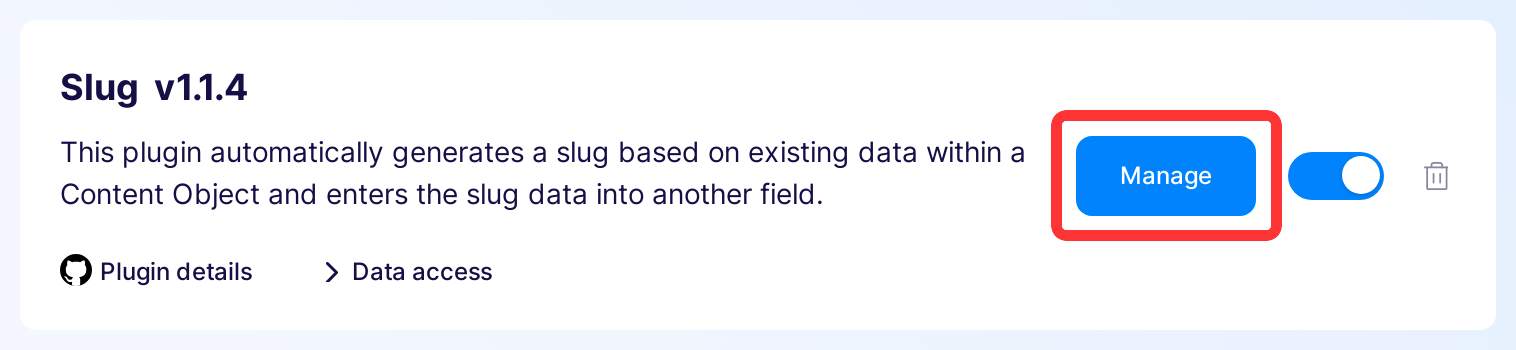 Slug v1.1.4
This plugin automatically generates a slug based on existing data within a
Content Object and enters the slug data into another field.
Manage
Plugin details
Data access